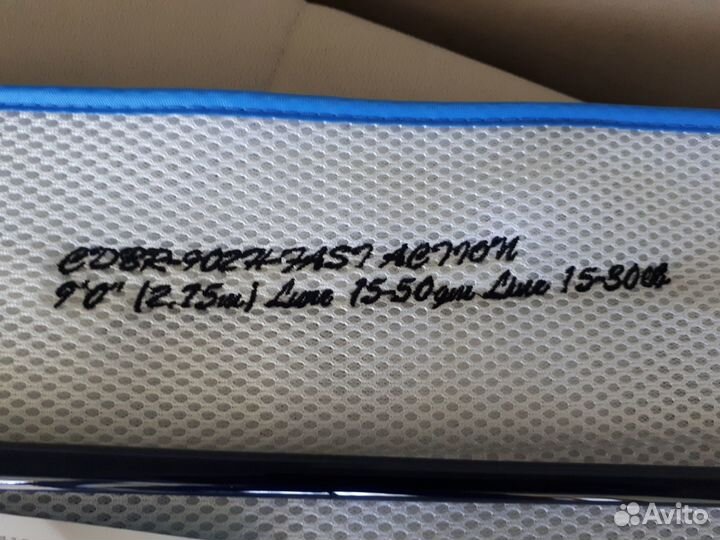 CDBR-902H-FAST ACTION
9'0" (2.75m) Lure 15-50gm Line 15-30lb
Avito